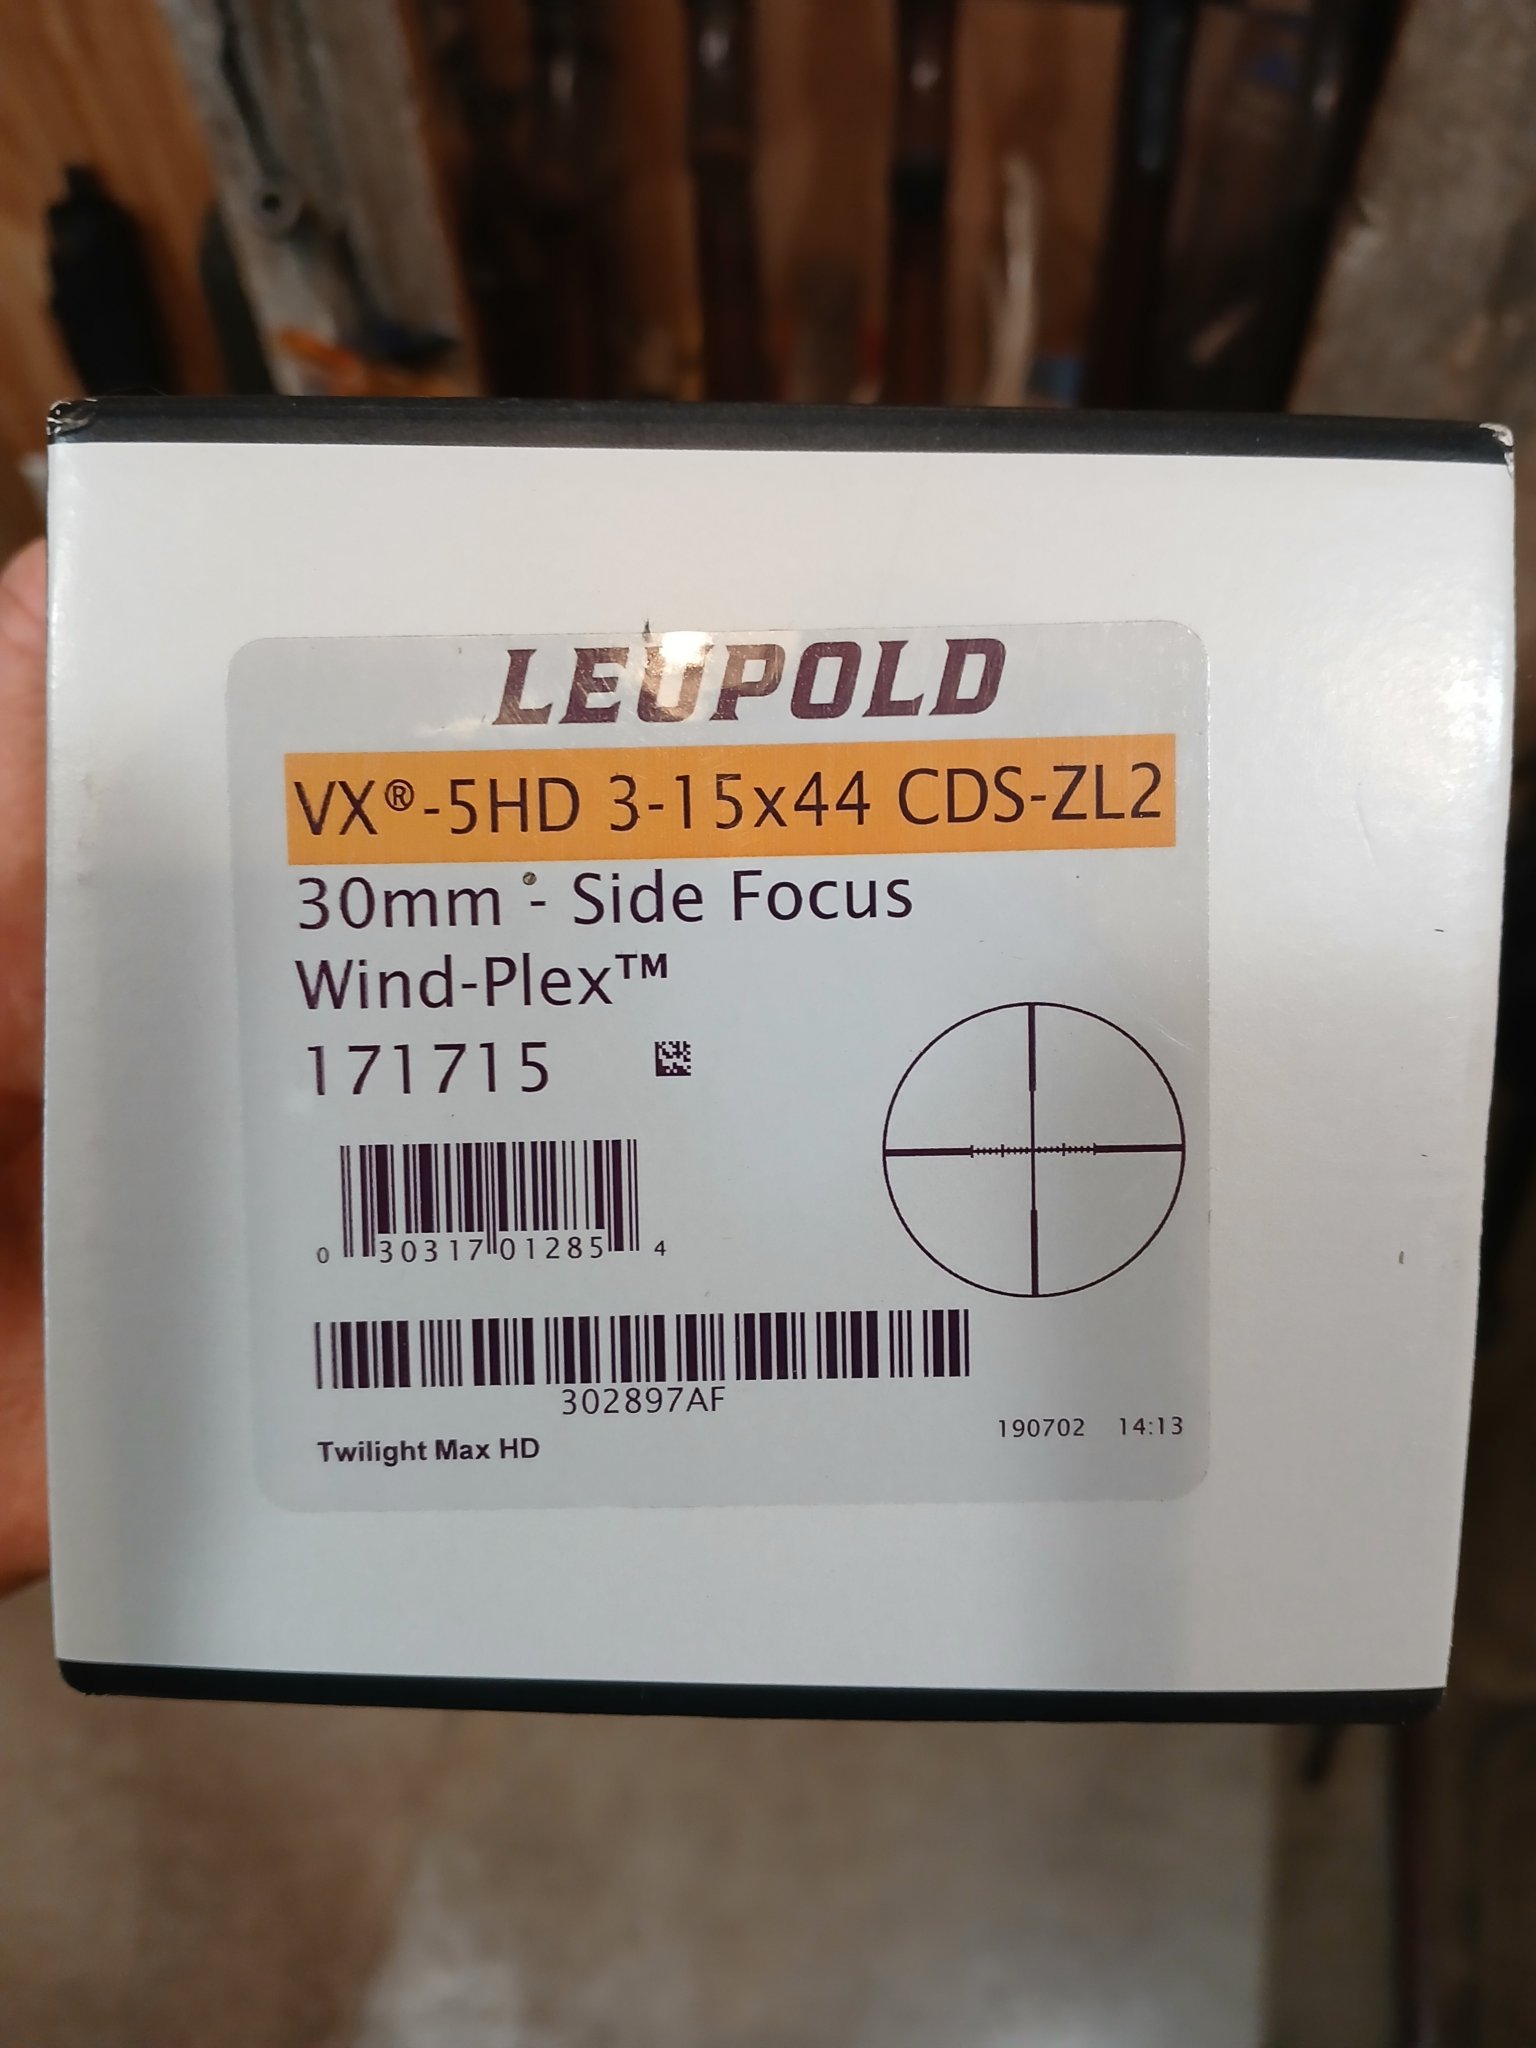 LEUPOLD
VX®-5HD 3-15x44 CDS-ZL2
30mm - Side Focus
Wind-Plex™
171715
0 30317 01285 4
302897AF
190702 14:13
Twilight Max HD